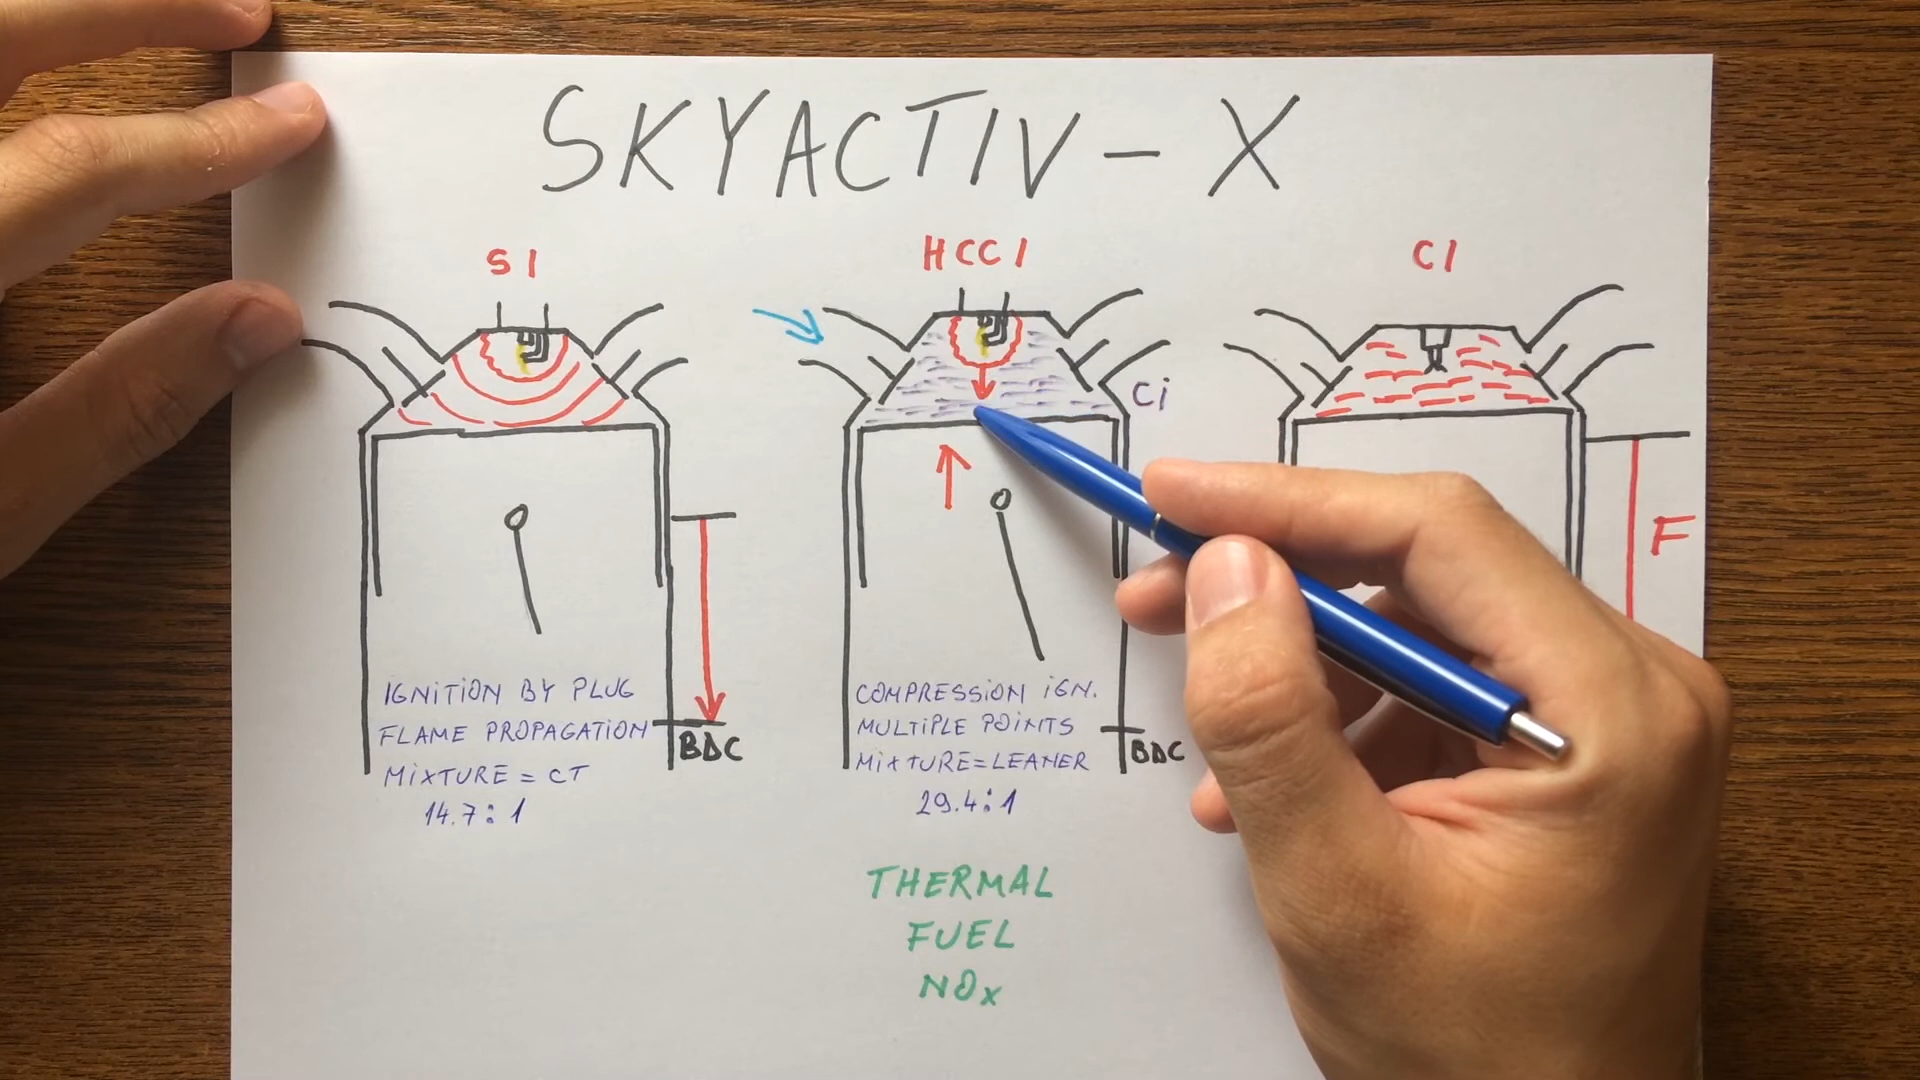 SKYACTIV - X
SI
HCCI
CI
Ci
F
IGNITION BY PLUG
FLAME PROPAGATION
MIXTURE = CT
14.7:1
BDC
COMPRESSION IGN.
MULTIPLE POINTS
MIXTURE=LEANER
29.4:1
BDC
THERMAL
FUEL
NOx